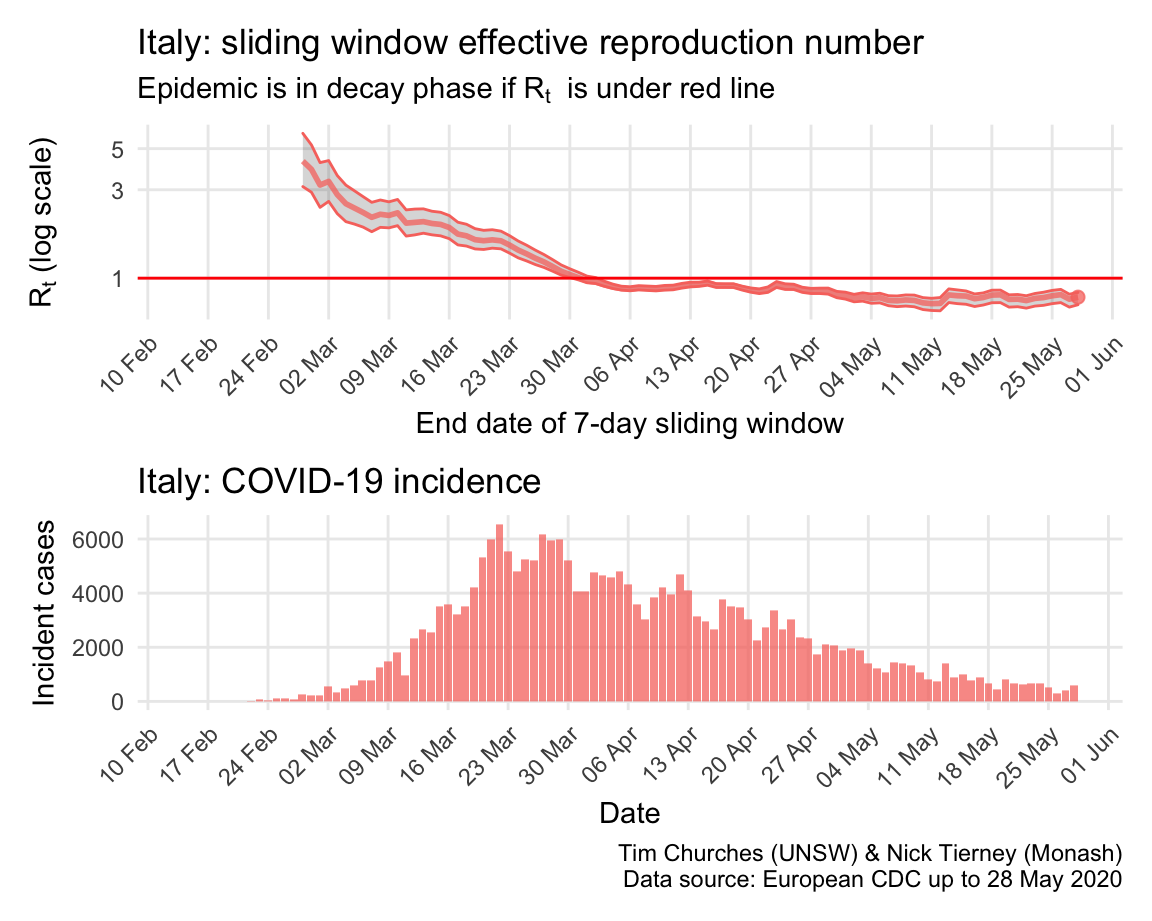 Italy: sliding window effective reproduction number
Epidemic is in decay phase if Rt is under red line
Rt (log scale)
5
3
1
10 Feb
17 Feb
24 Feb
02 Mar
09 Mar
16 Mar
23 Mar
30 Mar
06 Apr
13 Apr
20 Apr
27 Apr
04 May
11 May
18 May
25 May
01 Jun
End date of 7-day sliding window
Italy: COVID-19 incidence
Incident cases
6000
4000
2000
0
10 Feb
17 Feb
24 Feb
02 Mar
09 Mar
16 Mar
23 Mar
30 Mar
06 Apr
13 Apr
20 Apr
27 Apr
04 May
11 May
18 May
25 May
01 Jun
Date
Tim Churches (UNSW) & Nick Tierney (Monash)
Data source: European CDC up to 28 May 2020